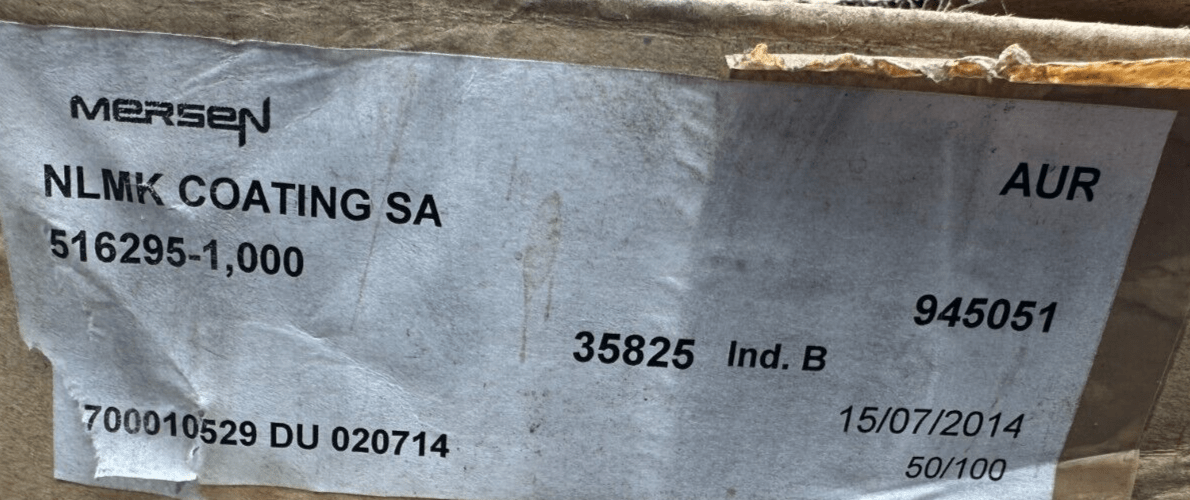 mersen
NLMK COATING SA
AUR
516295-1,000
945051
35825 Ind. B
700010529 DU 020714
15/07/2014
50/100